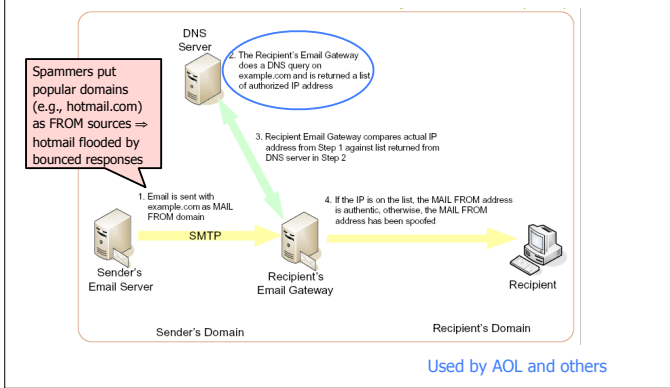 DNS
Server
2. The Recipient's Email Gateway
does a DNS query on
example.com and is returned a list
of authorized IP address
Spammers put
popular domains
(e.g., hotmail.com)
as FROM sources ⇒
hotmail flooded by
bounced responses
3. Recipient Email Gateway compares actual IP
address from Step 1 against list returned from
DNS server in Step 2
1. Email is sent with
example.com as MAIL
FROM domain
4. If the IP is on the list, the MAIL FROM address
is authentic, otherwise, the MAIL FROM
address has been spoofed
SMTP
Sender's
Email Server
Recipient's
Email Gateway
Recipient
Sender's Domain
Recipient's Domain
Used by AOL and others